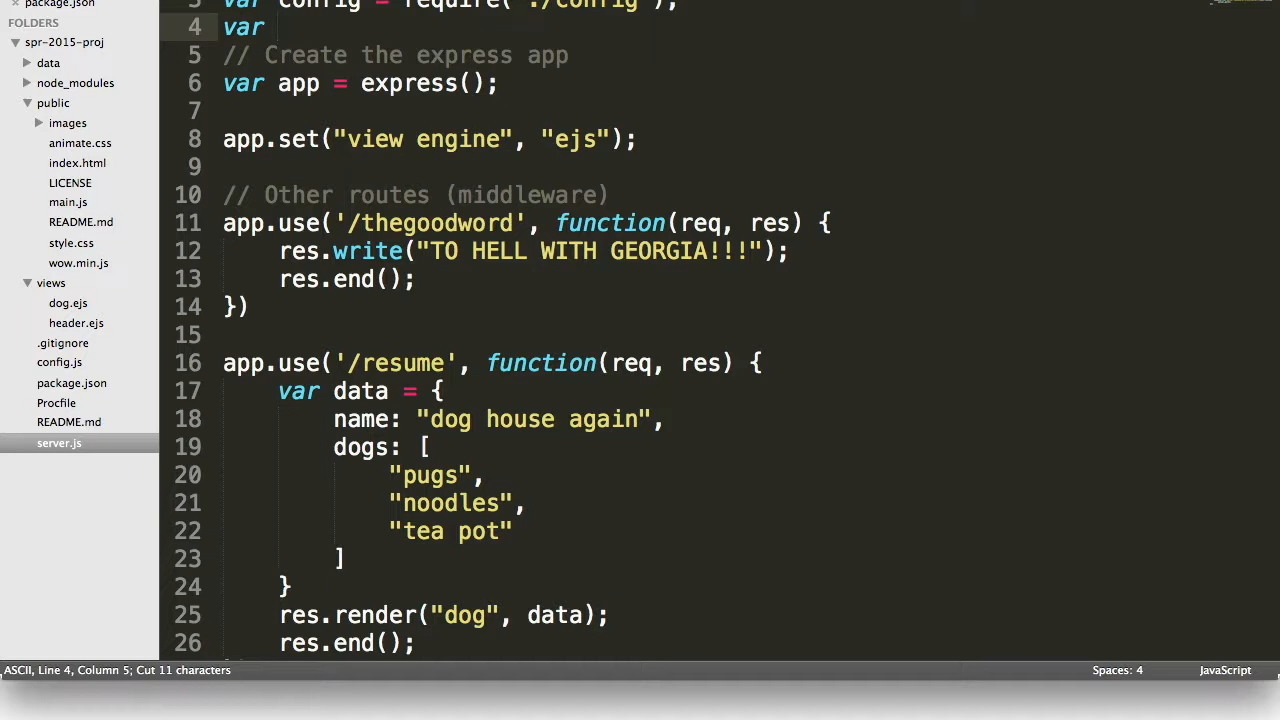 package.json
FOLDERS
spr-2015-proj
data
node_modules
public
images
animate.css
index.html
LICENSE
main.js
README.md
style.css
wow.min.js
views
dog.ejs
header.ejs
.gitignore
config.js
package.json
Procfile
README.md
server.js
3 var config = require('./config');
4 var
5 // Create the express app
6 var app = express();
7
8 app.set("view engine", "ejs");
9
10 // Other routes (middleware)
11 app.use('/thegoodword', function(req, res) {
12 res.write("TO HELL WITH GEORGIA!!!");
13 res.end();
14 })
15
16 app.use('/resume', function(req, res) {
17 var data = {
18 name: "dog house again",
19 dogs: [
20 "pugs",
21 "noodles",
22 "tea pot"
23 ]
24 }
25 res.render("dog", data);
26 res.end();
ASCII, Line 4, Column 5; Cut 11 characters
Spaces: 4
JavaScript